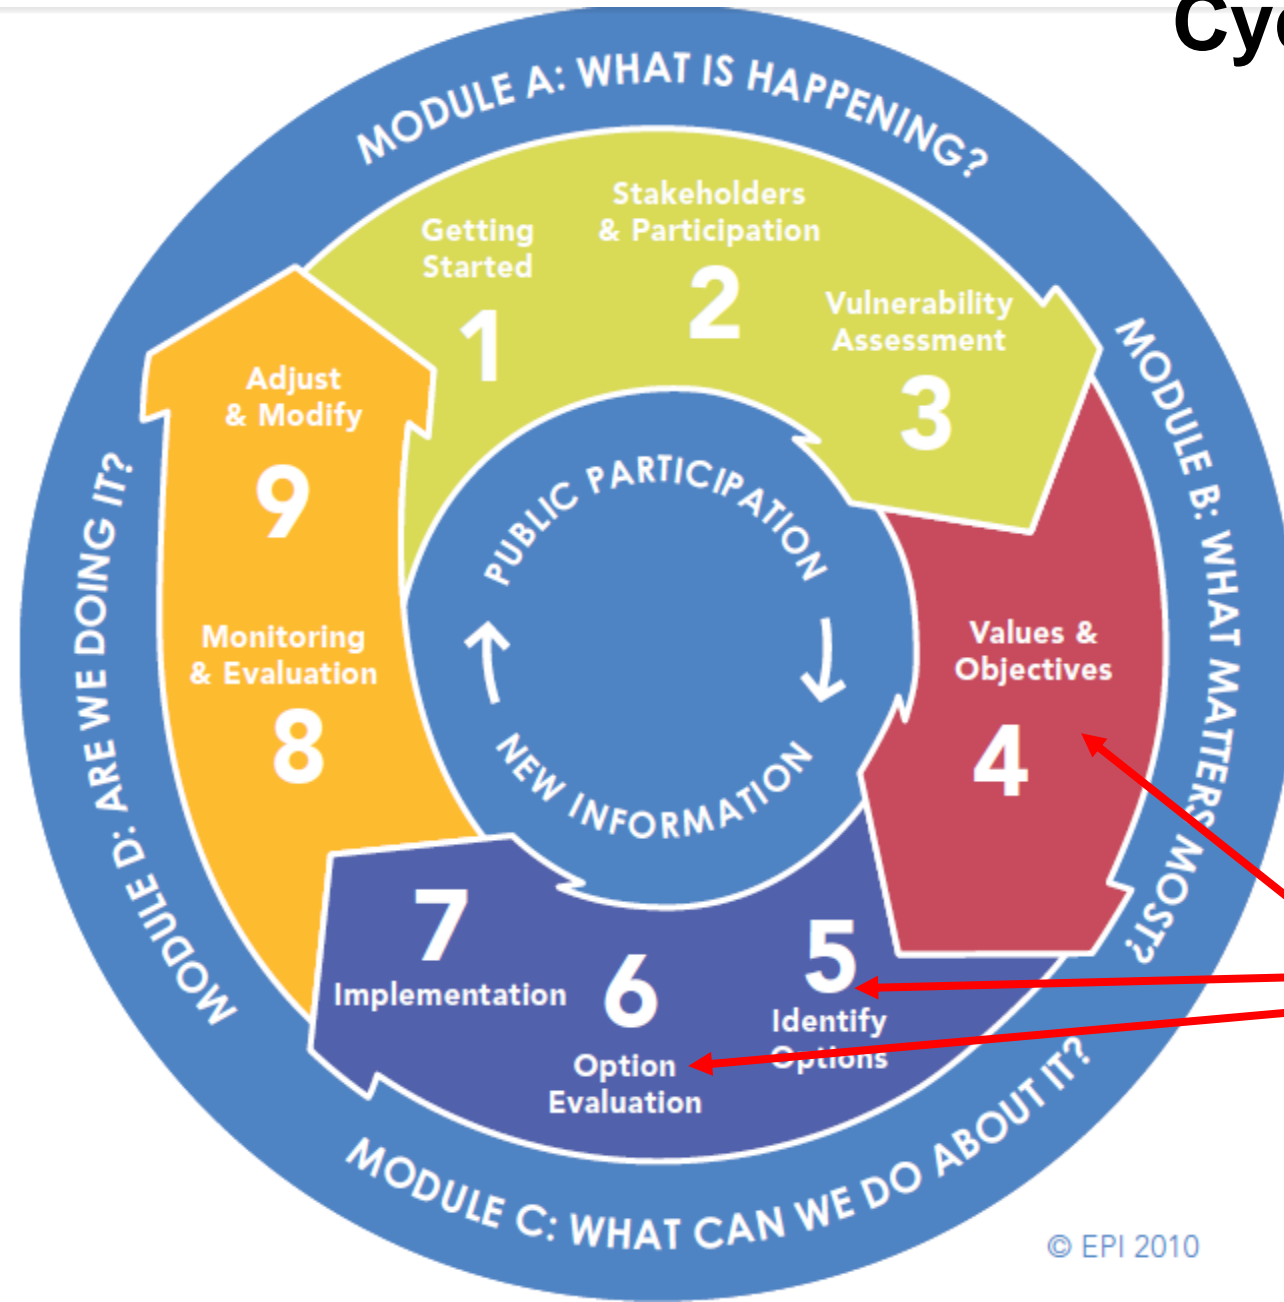 MODULE A: WHAT IS HAPPENING?
Getting
Started
1
Stakeholders
& Participation
2
Vulnerability
Assessment
3
MODULE B: WHAT MATTERS MOST?
Values &
Objectives
4
5
Identify
Options
6
Option
Evaluation
7
Implementation
MODULE C: WHAT CAN WE DO ABOUT IT?
Monitoring
& Evaluation
8
Adjust
& Modify
9
MODULE D: ARE WE DOING IT?
PUBLIC PARTICIPATION
NEW INFORMATION
© EPI 2010